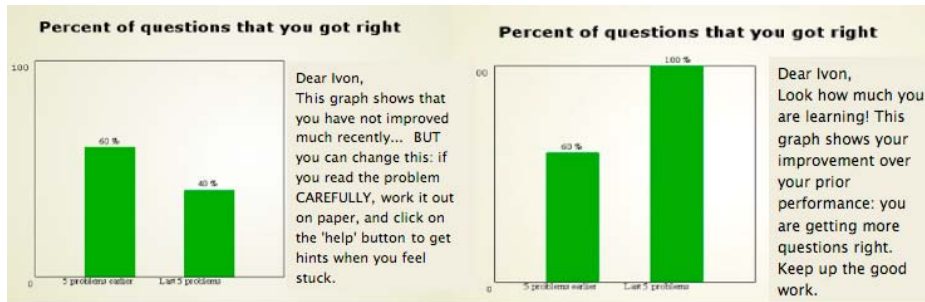 Percent of questions that you got right
100
60 %
40 %
0
5 problems earlier
Last 5 problems
Dear Ivon,
This graph shows that
you have not improved
much recently... BUT
you can change this: if
you read the problem
CAREFULLY, work it out
on paper, and click on
the 'help' button to get
hints when you feel
stuck.
Percent of questions that you got right
00
100 %
60 %
0
5 problems earlier
Last 5 problems
Dear Ivon,
Look how much you
are learning! This
graph shows your
improvement over
your prior
performance: you
are getting more
questions right.
Keep up the good
work.